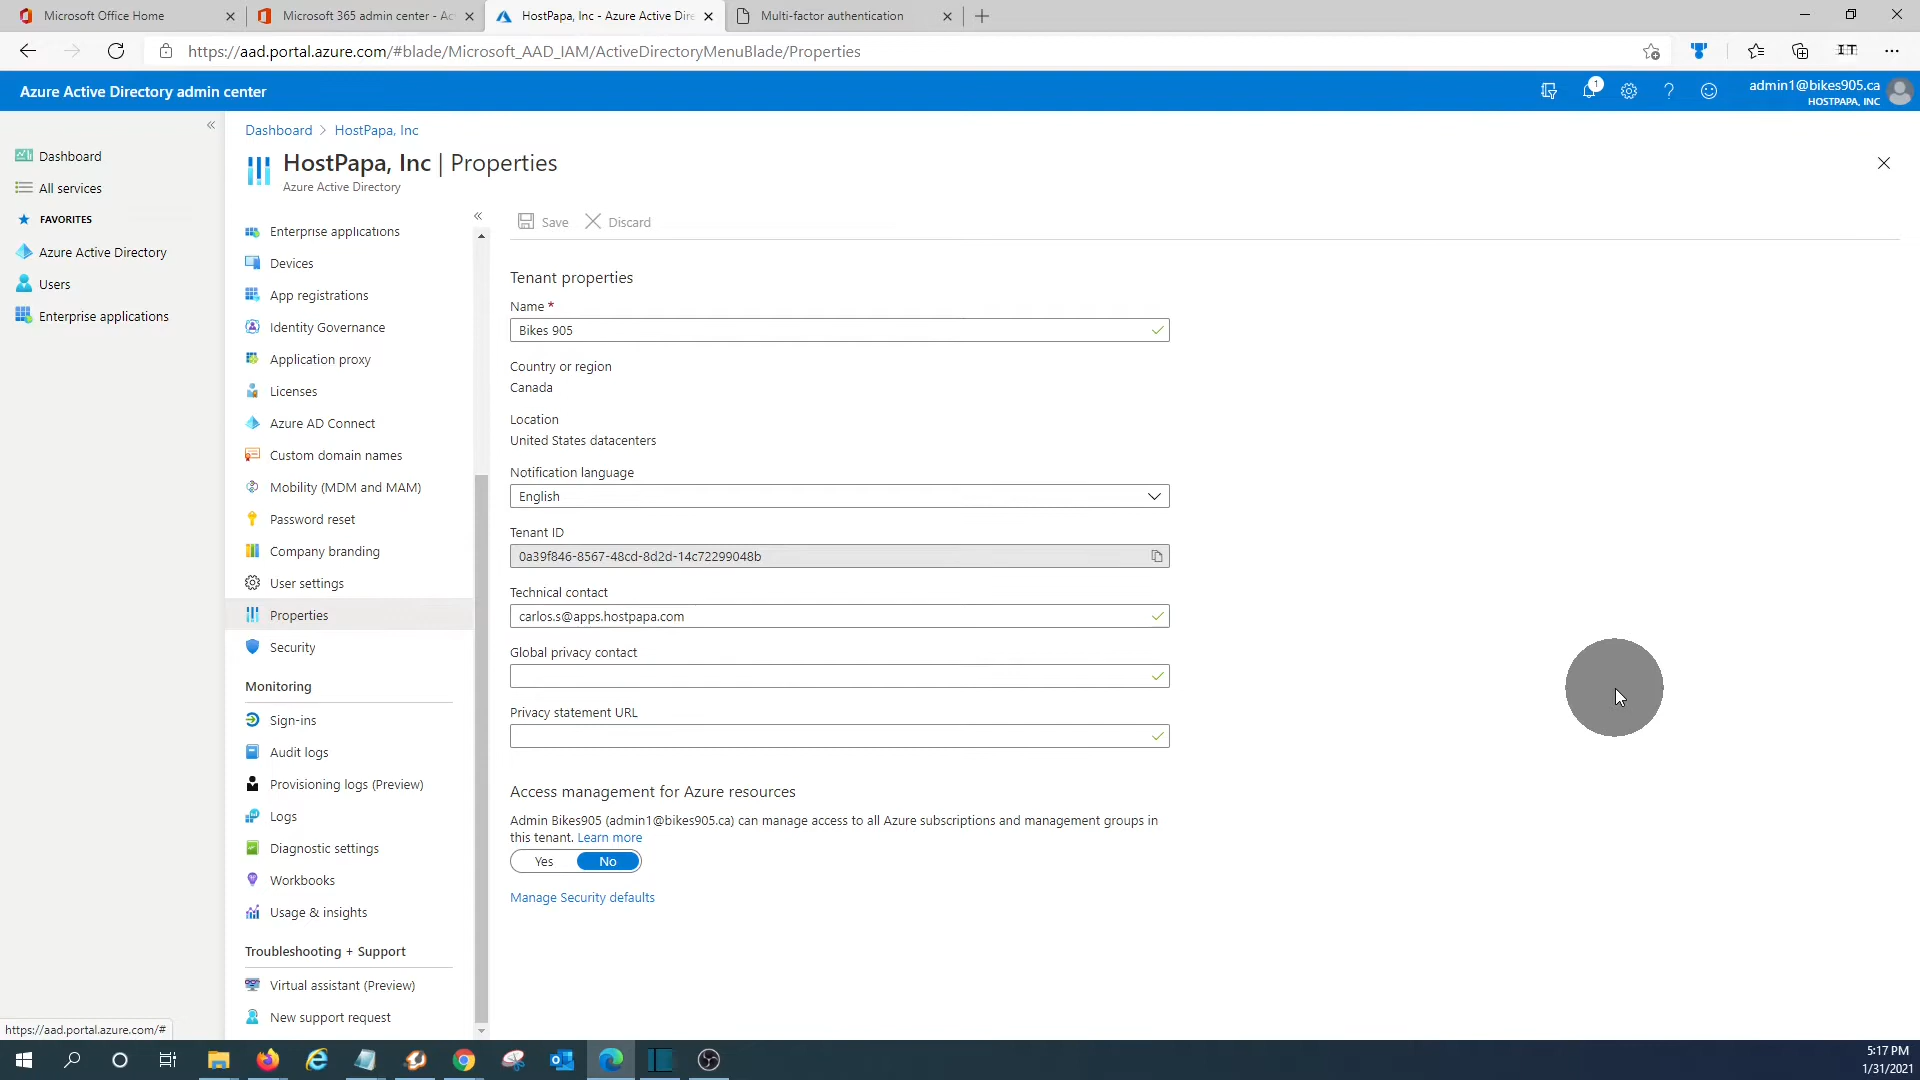 Microsoft Office Home
Microsoft 365 admin center - Ac
HostPapa, Inc - Azure Active Dire
Multi-factor authentication
https://aad.portal.azure.com/#blade/Microsoft_AAD_IAM/ActiveDirectoryMenuBlade/Properties
Azure Active Directory admin center
1
admin1@bikes905.ca
HOSTPAPA, INC
Dashboard
All services
FAVORITES
Azure Active Directory
Users
Enterprise applications
Dashboard > HostPapa, Inc
HostPapa, Inc | Properties
Azure Active Directory
Enterprise applications
Devices
App registrations
Identity Governance
Application proxy
Licenses
Azure AD Connect
Custom domain names
Mobility (MDM and MAM)
Password reset
Company branding
User settings
Properties
Security
Monitoring
Sign-ins
Audit logs
Provisioning logs (Preview)
Logs
Diagnostic settings
Workbooks
Usage & insights
Troubleshooting + Support
Virtual assistant (Preview)
New support request
Save
Discard
Tenant properties
Name *
Bikes 905
Country or region
Canada
Location
United States datacenters
Notification language
English
Tenant ID
0a39f846-8567-48cd-8d2d-14c72299048b
Technical contact
carlos.s@apps.hostpapa.com
Global privacy contact
Privacy statement URL
Access management for Azure resources
Admin Bikes905 (admin1@bikes905.ca) can manage access to all Azure subscriptions and management groups in
this tenant. Learn more
Yes
No
Manage Security defaults
https://aad.portal.azure.com/#
5:17 PM
1/31/2021